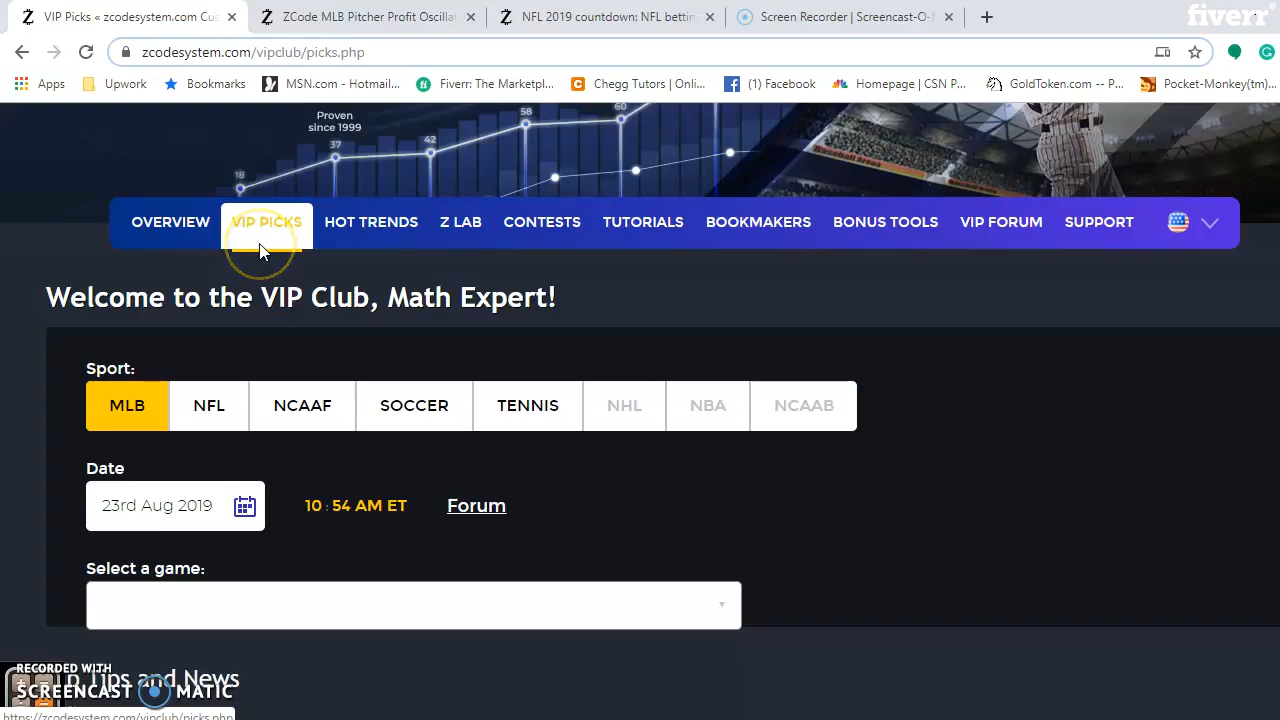 VIP Picks « zcodesystem.com Cus
ZCode MLB Pitcher Profit Oscilla
NFL 2019 countdown: NFL bettin
Screen Recorder | Screencast-O-
fiverr
zcodesystem.com/vipclub/picks.php
Apps
Upwork
Bookmarks
MSN.com - Hotmail...
Fiverr: The Marketpl...
Chegg Tutors | Onli...
(1) Facebook
Homepage | CSN P...
GoldToken.com -- P...
Pocket-Monkey(tm)...
Proven
since 1999
18
37
42
58
60
Baseball Arena
OVERVIEW
VIP PICKS
HOT TRENDS
Z LAB
CONTESTS
TUTORIALS
BOOKMAKERS
BONUS TOOLS
VIP FORUM
SUPPORT
Welcome to the VIP Club, Math Expert!
Sport:
MLB
NFL
NCAAF
SOCCER
TENNIS
NHL
NBA
NCAAB
Date
23rd Aug 2019
10 : 54 AM ET
Forum
Select a game:
Tips and News
RECORDED WITH
SCREENCAST MATIC
https://zcodesystem.com/vipclub/picks.php